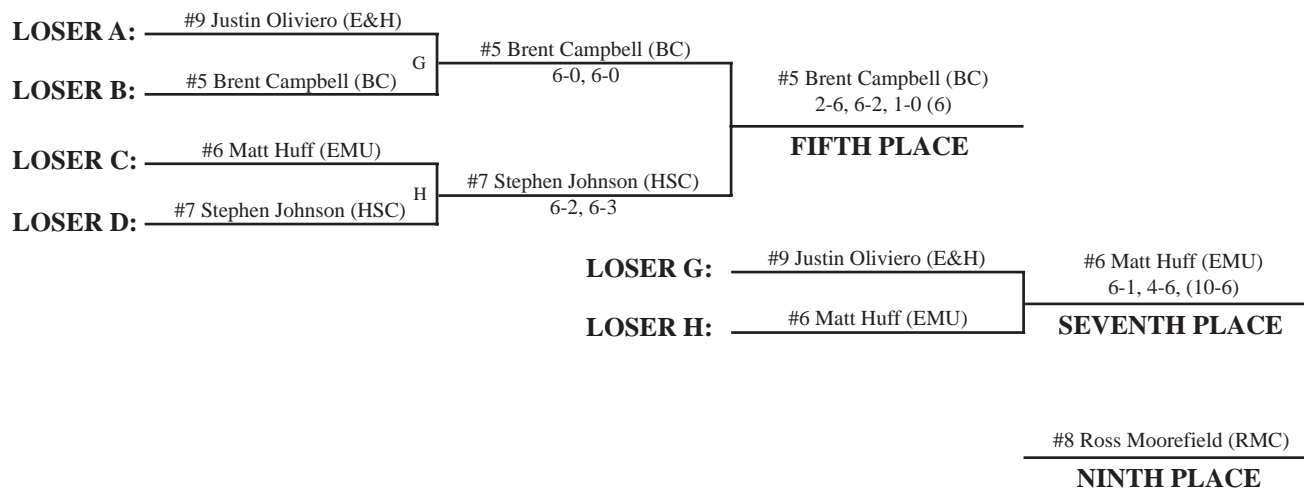 LOSER A: #9 Justin Oliviero (E&H)
G
LOSER B: #5 Brent Campbell (BC)
#5 Brent Campbell (BC)
6-0, 6-0
LOSER C: #6 Matt Huff (EMU)
H
LOSER D: #7 Stephen Johnson (HSC)
#7 Stephen Johnson (HSC)
6-2, 6-3
#5 Brent Campbell (BC)
2-6, 6-2, 1-0 (6)
FIFTH PLACE
LOSER G: #9 Justin Oliviero (E&H)
LOSER H: #6 Matt Huff (EMU)
#6 Matt Huff (EMU)
6-1, 4-6, (10-6)
SEVENTH PLACE
#8 Ross Moorefield (RMC)
NINTH PLACE